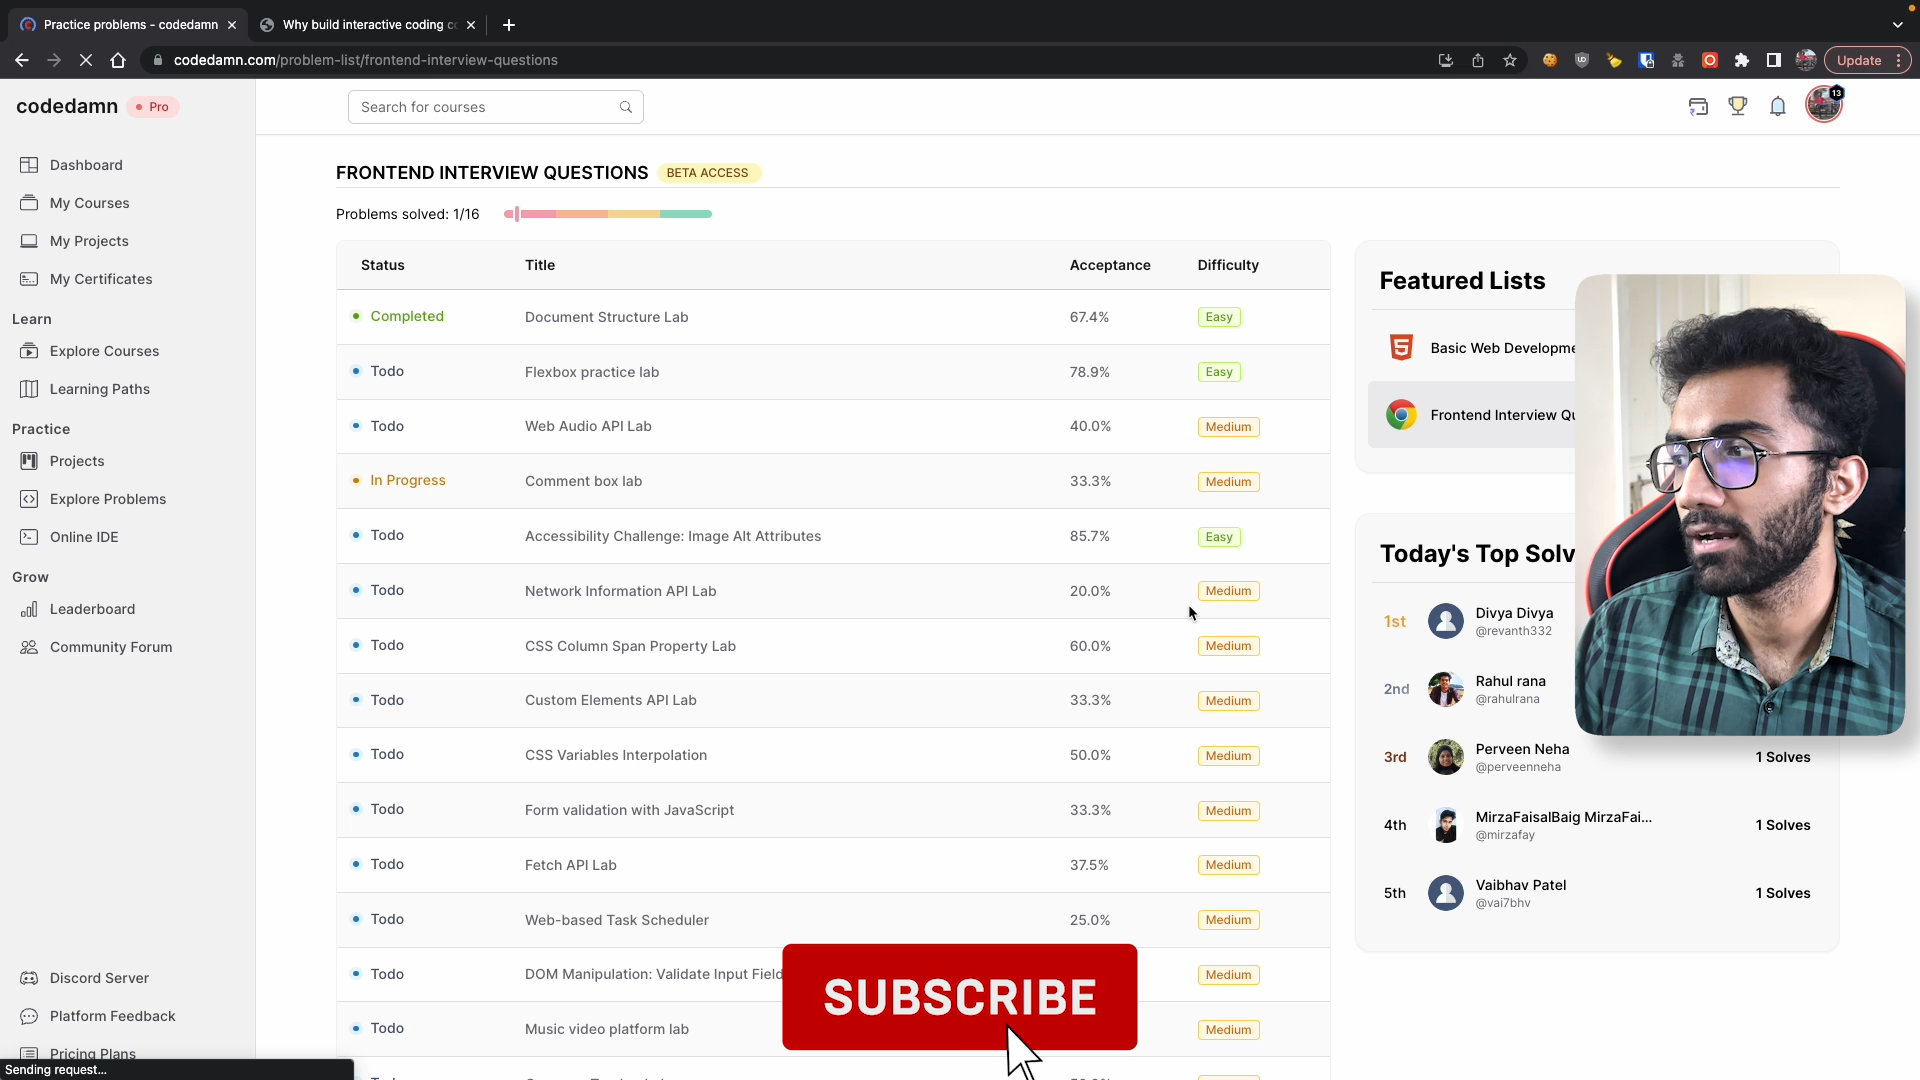 Practice problems - codedamn
Why build interactive coding c
codedamn.com/problem-list/frontend-interview-questions
Update
codedamn
Pro
Search for courses
13
Dashboard
My Courses
My Projects
My Certificates
Learn
Explore Courses
Learning Paths
Practice
Projects
Explore Problems
Online IDE
Grow
Leaderboard
Community Forum
Discord Server
Platform Feedback
Pricing Plans
Sending request...
FRONTEND INTERVIEW QUESTIONS BETA ACCESS
Problems solved: 1/16
Status Title Acceptance Difficulty
Completed Document Structure Lab 67.4% Easy
Todo Flexbox practice lab 78.9% Easy
Todo Web Audio API Lab 40.0% Medium
In Progress Comment box lab 33.3% Medium
Todo Accessibility Challenge: Image Alt Attributes 85.7% Easy
Todo Network Information API Lab 20.0% Medium
Todo CSS Column Span Property Lab 60.0% Medium
Todo Custom Elements API Lab 33.3% Medium
Todo CSS Variables Interpolation 50.0% Medium
Todo Form validation with JavaScript 33.3% Medium
Todo Fetch API Lab 37.5% Medium
Todo Web-based Task Scheduler 25.0% Medium
Todo DOM Manipulation: Validate Input Field Medium
Todo Music video platform lab Medium
SUBSCRIBE
Featured Lists
Basic Web Developme
Frontend Interview Qu
Today's Top Solv
1st Divya Divya
@revanth332
2nd Rahul rana
@rahulrana
3rd Perveen Neha 1 Solves
@perveenneha
4th MirzaFaisalBaig MirzaFai... 1 Solves
@mirzafay
5th Vaibhav Patel 1 Solves
@vai7bhv